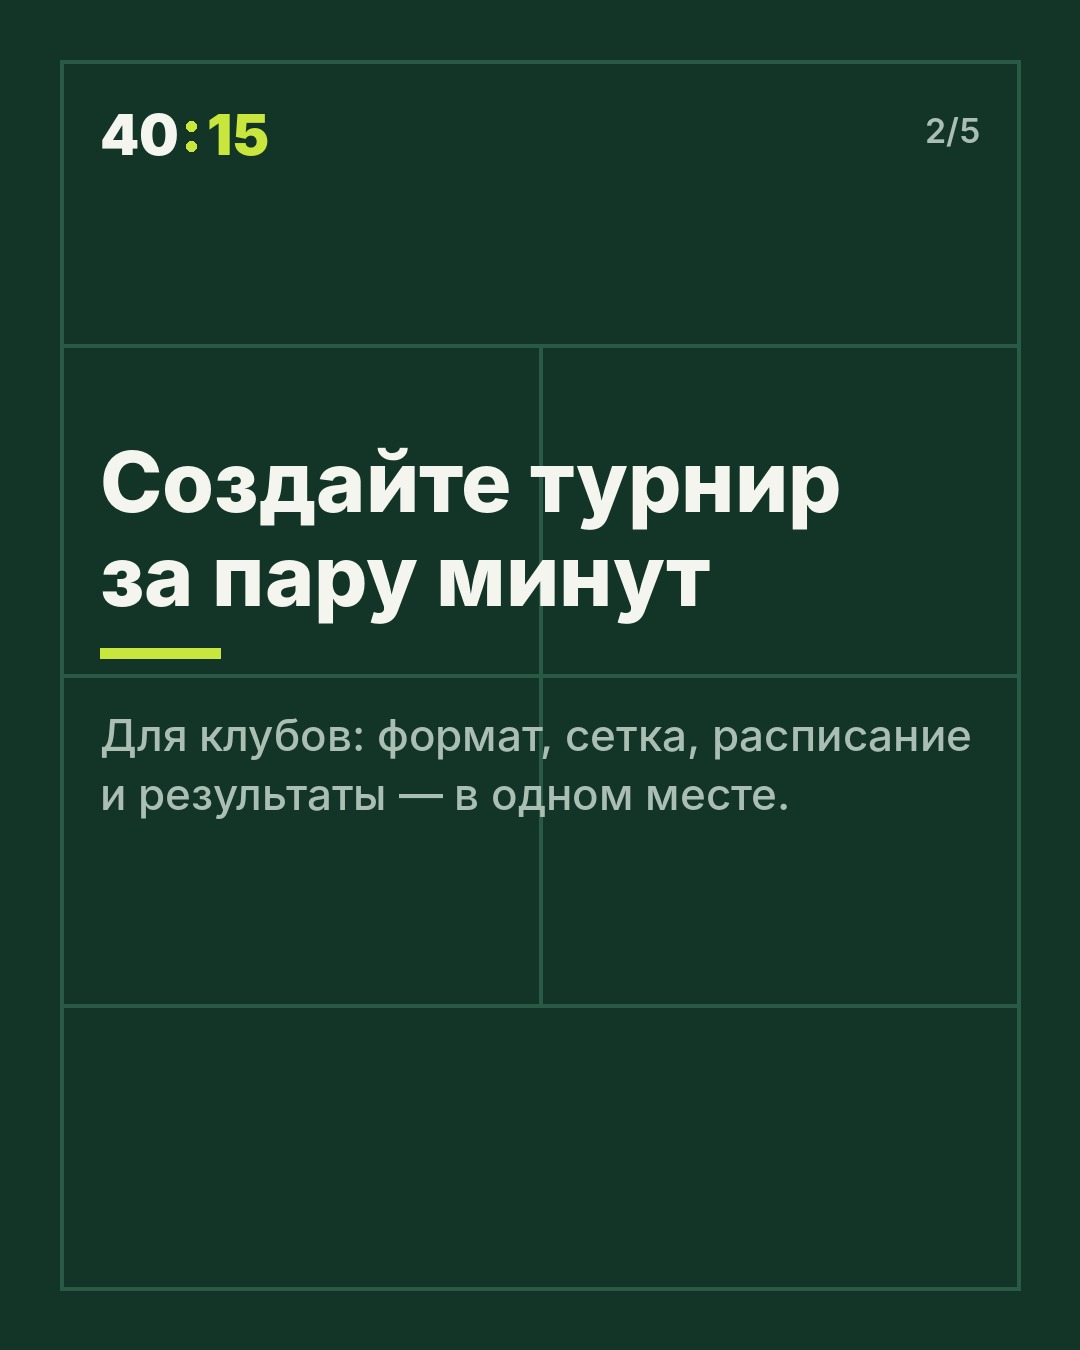 40:15
2/5
Создайте турнир
за пару минут
Для клубов: формат, сетка, расписание
и результаты — в одном месте.